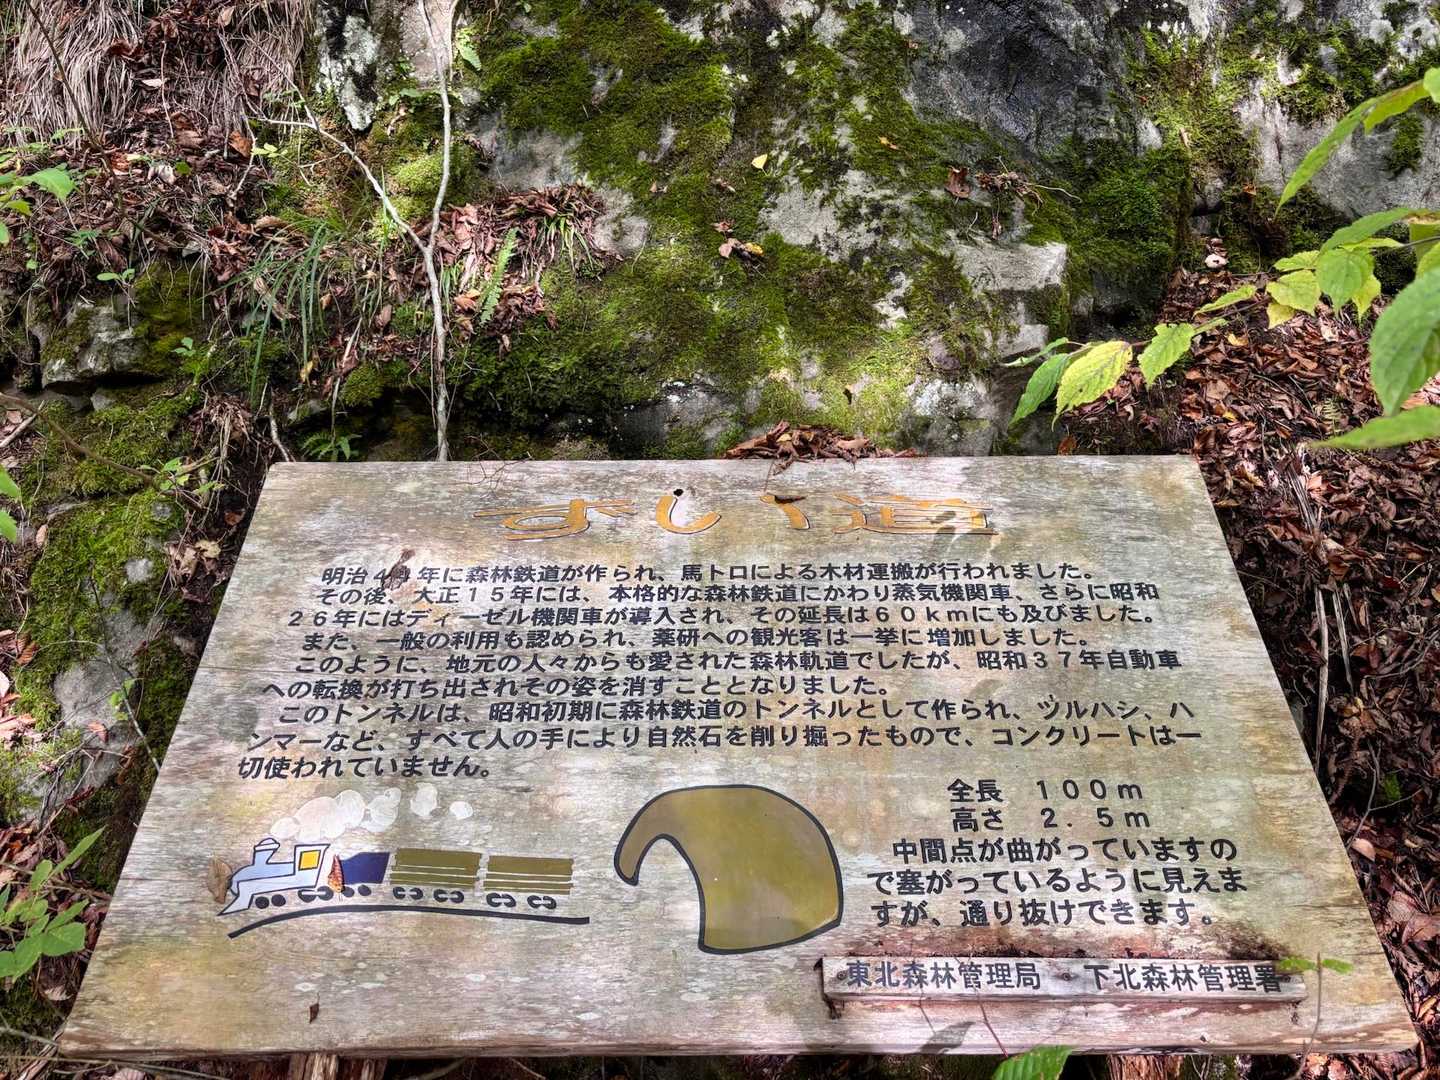 ずい道
明治44年に森林鉄道が作られ、馬トロによる木材運搬が行われました。
その後、大正15年には、本格的な森林鉄道にかわり蒸気機関車、さらに昭和
26年にはディーゼル機関車が導入され、その延長は60kmにも及びました。
また、一般の利用も認められ、薬研への観光客は一挙に増加しました。
このように、地元の人々からも愛された森林軌道でしたが、昭和37年自動車
への転換が打ち出されその姿を消すこととなりました。
このトンネルは、昭和初期に森林鉄道のトンネルとして作られ、ツルハシ、ハ
ンマーなど、すべて人の手により自然石を削り掘ったもので、コンクリートは一
切使われていません。
全長 100m
高さ 2.5m
中間点が曲がっていますの
で塞がっているように見えま
すが、通り抜けできます。
東北森林管理局 下北森林管理署